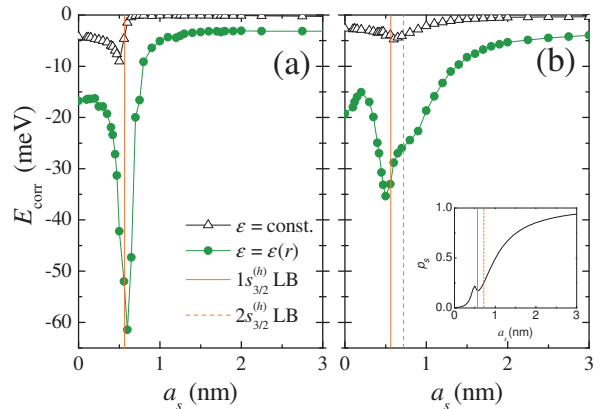 0
-10
-20
-30
-40
-50
-60
E_corr (meV)
(a)
(b)
ε = const.
ε = ε(r)
1s_{3/2}^{(h)} LB
2s_{3/2}^{(h)} LB
1.0
0.5
0.0
p_s
0 1 2 3
a_s(nm)
0 1 2 3 0 1 2 3
a_s (nm) a_s (nm)